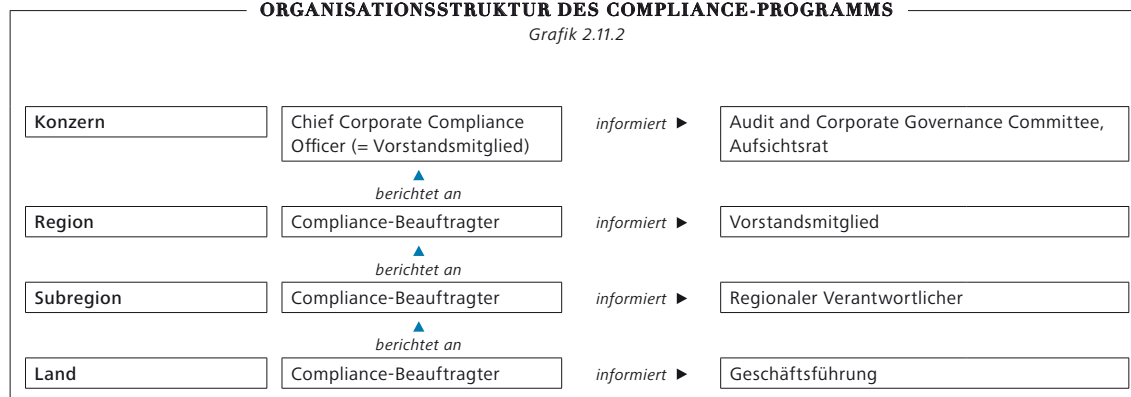 ORGANISATIONSSTRUKTUR DES COMPLIANCE-PROGRAMMS
Grafik 2.11.2
Konzern
Chief Corporate Compliance
Officer (= Vorstandsmitglied)
informiert ►
Audit and Corporate Governance Committee,
Aufsichtsrat
▲
berichtet an
Region
Compliance-Beauftragter
informiert ►
Vorstandsmitglied
▲
berichtet an
Subregion
Compliance-Beauftragter
informiert ►
Regionaler Verantwortlicher
▲
berichtet an
Land
Compliance-Beauftragter
informiert ►
Geschäftsführung